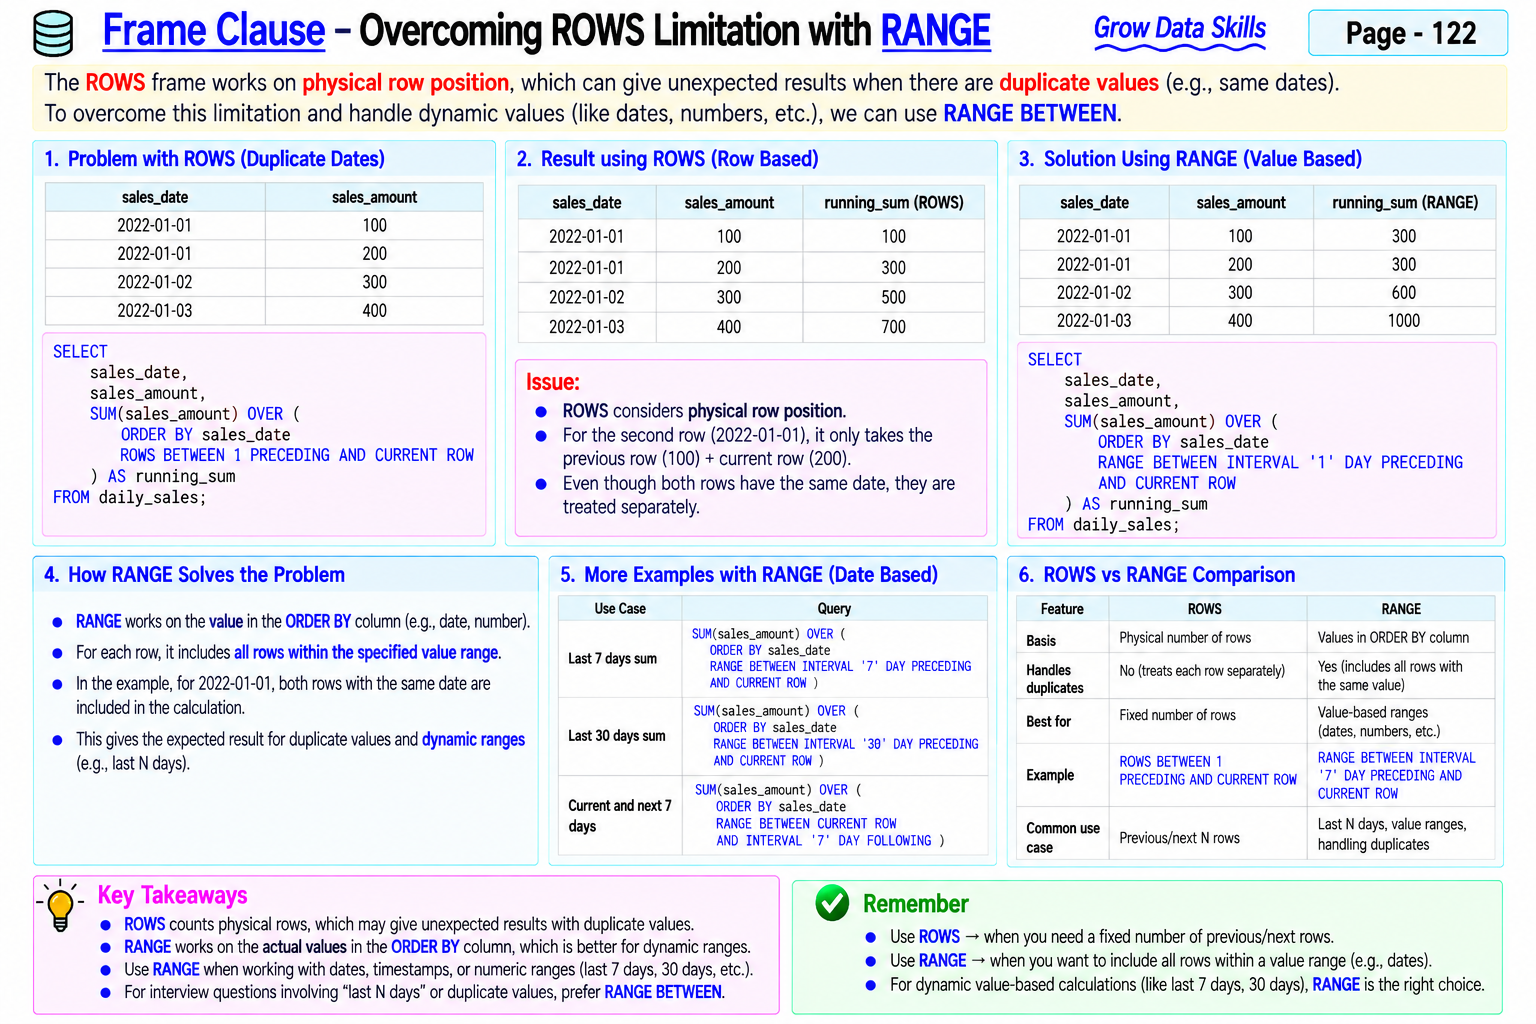 Frame Clause – Overcoming ROWS Limitation with RANGE
Grow Data Skills
Page - 122
The ROWS frame works on physical row position, which can give unexpected results when there are duplicate values (e.g., same dates).
To overcome this limitation and handle dynamic values (like dates, numbers, etc.), we can use RANGE BETWEEN.
1. Problem with ROWS (Duplicate Dates)
sales_date sales_amount
2022-01-01 100
2022-01-01 200
2022-01-02 300
2022-01-03 400
SELECT
sales_date,
sales_amount,
SUM(sales_amount) OVER (
ORDER BY sales_date
ROWS BETWEEN 1 PRECEDING AND CURRENT ROW
) AS running_sum
FROM daily_sales;
2. Result using ROWS (Row Based)
sales_date sales_amount running_sum (ROWS)
2022-01-01 100 100
2022-01-01 200 300
2022-01-02 300 500
2022-01-03 400 700
Issue:
● ROWS considers physical row position.
● For the second row (2022-01-01), it only takes the
previous row (100) + current row (200).
● Even though both rows have the same date, they are
treated separately.
3. Solution Using RANGE (Value Based)
sales_date sales_amount running_sum (RANGE)
2022-01-01 100 300
2022-01-01 200 300
2022-01-02 300 600
2022-01-03 400 1000
SELECT
sales_date,
sales_amount,
SUM(sales_amount) OVER (
ORDER BY sales_date
RANGE BETWEEN INTERVAL '1' DAY PRECEDING
AND CURRENT ROW
) AS running_sum
FROM daily_sales;
4. How RANGE Solves the Problem
● RANGE works on the value in the ORDER BY column (e.g., date, number).
● For each row, it includes all rows within the specified value range.
● In the example, for 2022-01-01, both rows with the same date are
included in the calculation.
● This gives the expected result for duplicate values and dynamic ranges
(e.g., last N days).
5. More Examples with RANGE (Date Based)
Use Case Query
Last 7 days sum
SUM(sales_amount) OVER (
ORDER BY sales_date
RANGE BETWEEN INTERVAL '7' DAY PRECEDING
AND CURRENT ROW )
Last 30 days sum
SUM(sales_amount) OVER (
ORDER BY sales_date
RANGE BETWEEN INTERVAL '30' DAY PRECEDING
AND CURRENT ROW )
Current and next 7
days
SUM(sales_amount) OVER (
ORDER BY sales_date
RANGE BETWEEN CURRENT ROW
AND INTERVAL '7' DAY FOLLOWING )
6. ROWS vs RANGE Comparison
Feature ROWS RANGE
Basis Physical number of rows Values in ORDER BY column
Handles
duplicates
No (treats each row separately)
Yes (includes all rows with
the same value)
Best for
Fixed number of rows
Value-based ranges
(dates, numbers, etc.)
Example
ROWS BETWEEN 1
PRECEDING AND CURRENT ROW
RANGE BETWEEN INTERVAL
'7' DAY PRECEDING AND
CURRENT ROW
Common use
case
Previous/next N rows
Last N days, value ranges,
handling duplicates
Key Takeaways
● ROWS counts physical rows, which may give unexpected results with duplicate values.
● RANGE works on the actual values in the ORDER BY column, which is better for dynamic ranges.
● Use RANGE when working with dates, timestamps, or numeric ranges (last 7 days, 30 days, etc.).
● For interview questions involving “last N days” or duplicate values, prefer RANGE BETWEEN.
Remember
● Use ROWS → when you need a fixed number of previous/next rows.
● Use RANGE → when you want to include all rows within a value range (e.g., dates).
● For dynamic value-based calculations (like last 7 days, 30 days), RANGE is the right choice.